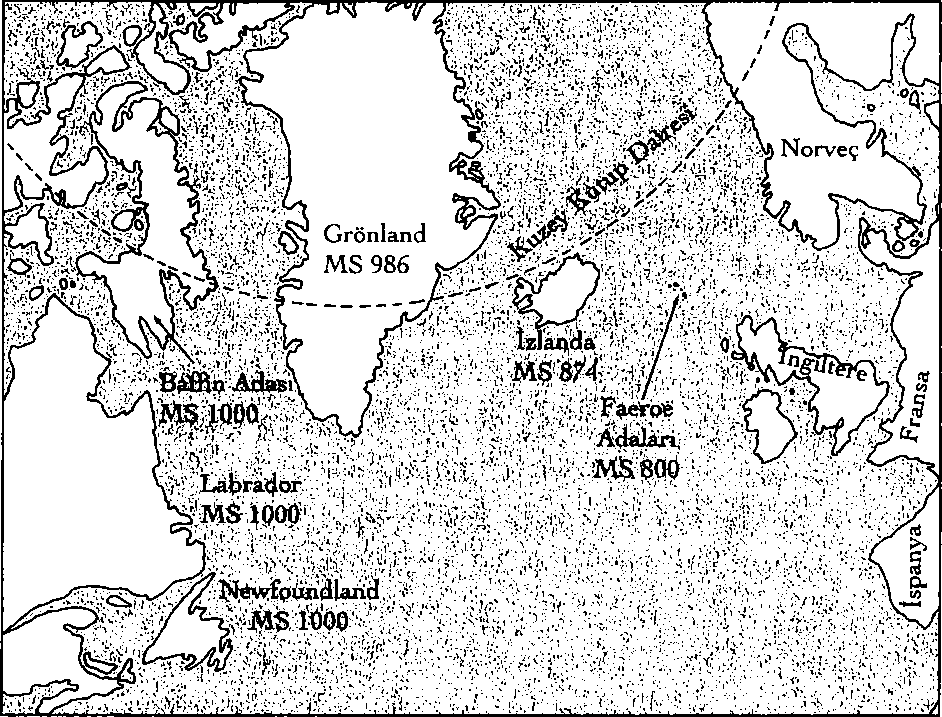 Kuzey Kutup Dairesi
Norveç
Grönland
MS 986
İzlanda
MS 874
İngiltere
Fransa
Baffin Adası
MS 1000
Faeroe
Adaları
MS 800
Labrador
MS 1000
İspanya
Newfoundland
MS 1000